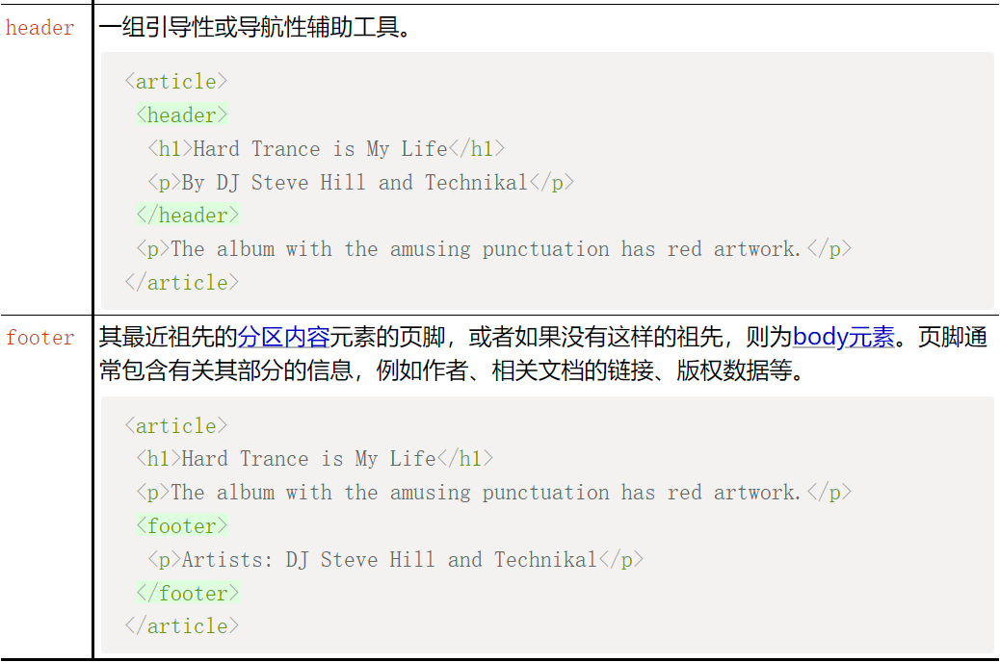 header
一组引导性或导航性辅助工具。
<article>
 <header>
  <h1>Hard Trance is My Life</h1>
  <p>By DJ Steve Hill and Technikal</p>
 </header>
 <p>The album with the amusing punctuation has red artwork.</p>
</article>
footer
其最近祖先的分区内容元素的页脚，或者如果没有这样的祖先，则为body元素。页脚通
常包含有关其部分的信息，例如作者、相关文档的链接、版权数据等。
<article>
 <h1>Hard Trance is My Life</h1>
 <p>The album with the amusing punctuation has red artwork.</p>
 <footer>
  <p>Artists: DJ Steve Hill and Technikal</p>
 </footer>
</article>